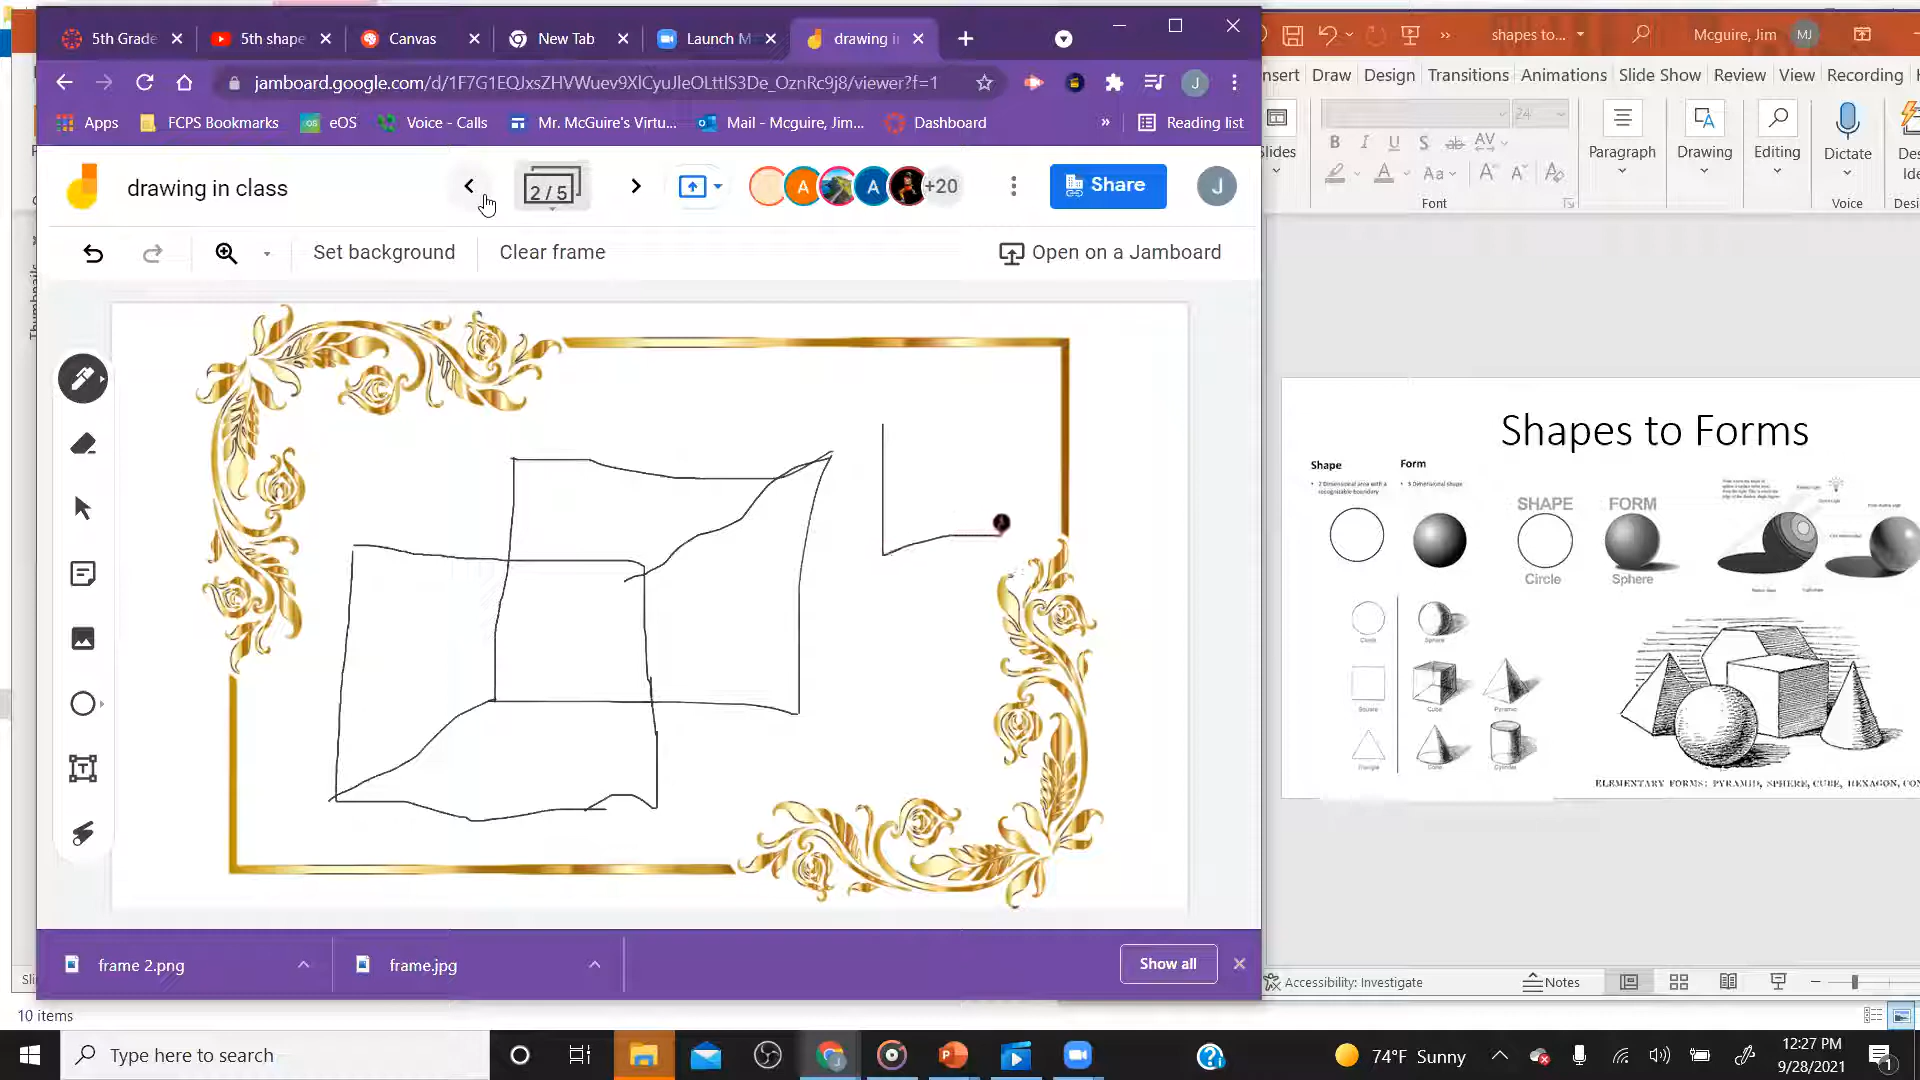 5th Grade
5th shape
Canvas
New Tab
Launch M
drawing i
shapes to...
Mcguire, Jim
MJ
jamboard.google.com/d/1F7G1EQJxsZHVWuev9XlCyuJleOLttlS3De_OznRc9j8/viewer?f=1
J
nsert
Draw
Design
Transitions
Animations
Slide Show
Review
View
Recording
Apps
FCPS Bookmarks
eOS
Voice - Calls
Mr. McGuire's Virtu...
Mail - Mcguire, Jim...
Dashboard
»
Reading list
24
Slides
Paragraph
Drawing
Editing
Dictate
Font
Voice
drawing in class
2 / 5
A
A
+20
Share
J
Set background
Clear frame
Open on a Jamboard
Shapes to Forms
Shape
Form
SHAPE
FORM
Circle
Sphere
ELEMENTARY FORMS: PYRAMID, SPHERE, CUBE, HEXAGON, CO
frame 2.png
frame.jpg
Show all
Accessibility: Investigate
Notes
10 items
Type here to search
74°F Sunny
12:27 PM
9/28/2021
1